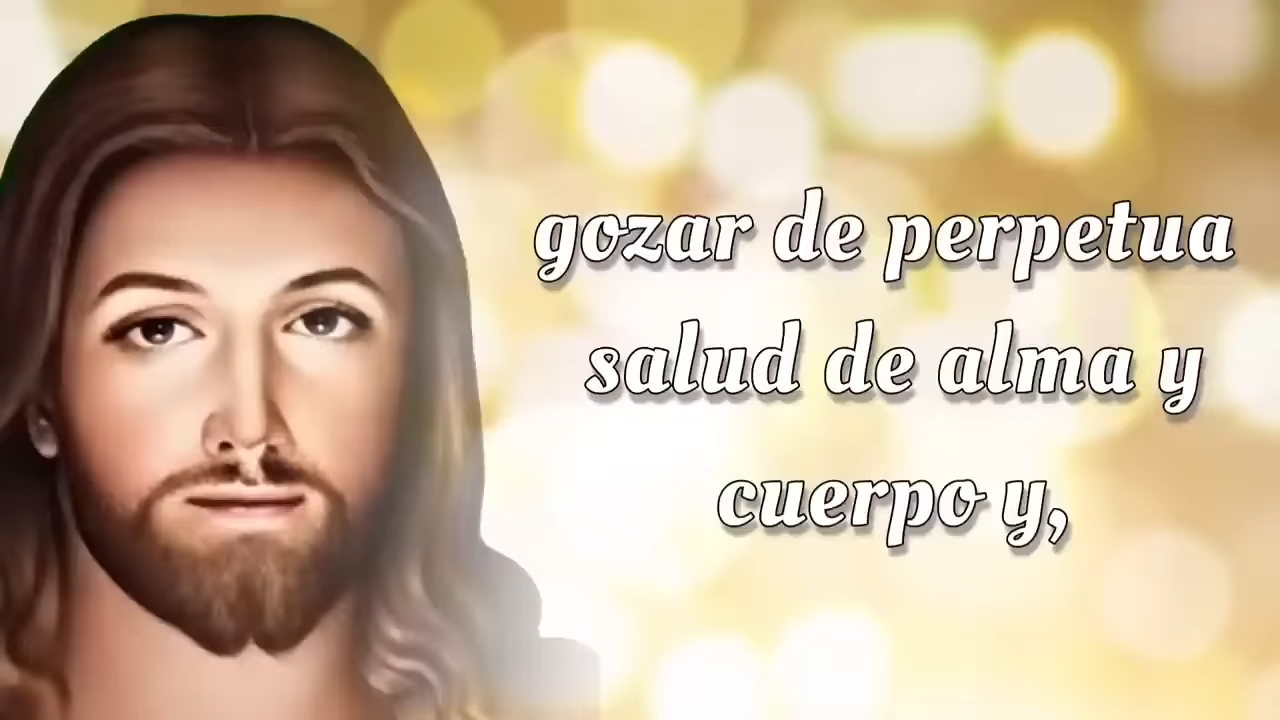 gozar de perpetua
salud de alma y
cuerpo y,